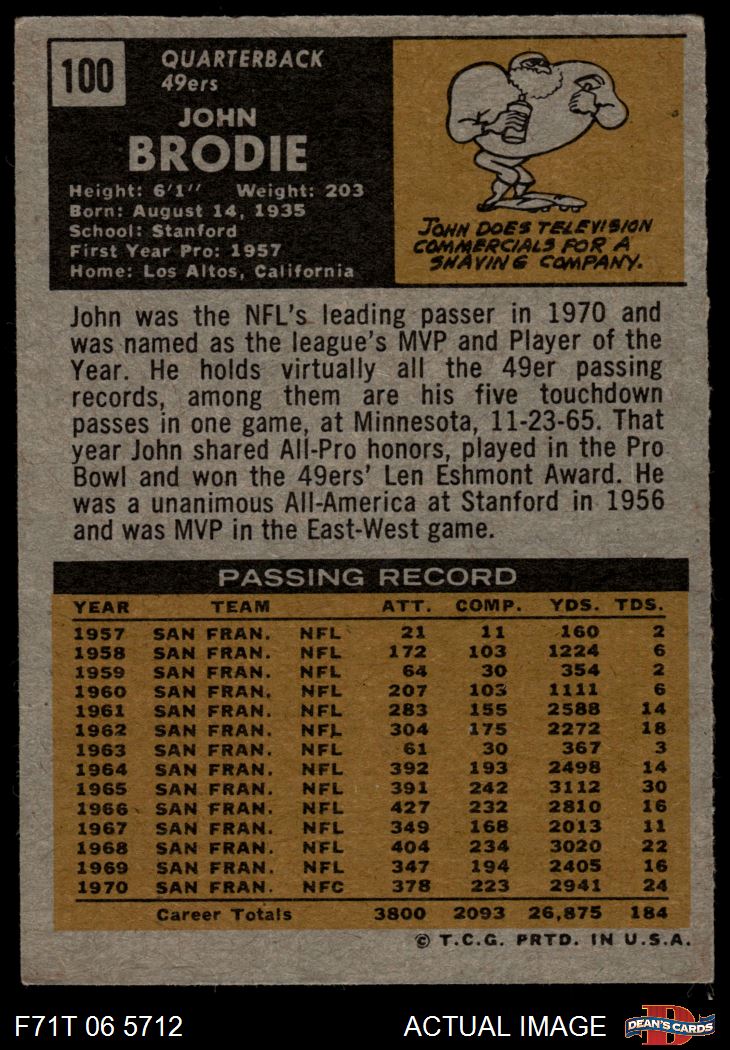 100
QUARTERBACK
49ers
JOHN
BRODIE
Height: 6'1" Weight: 203
Born: August 14, 1935
School: Stanford
First Year Pro: 1957
Home: Los Altos, California
JOHN DOES TELEVISION
COMMERCIALS FOR A
SHAVING COMPANY.
John was the NFL's leading passer in 1970 and
was named as the league's MVP and Player of the
Year. He holds virtually all the 49er passing
records, among them are his five touchdown
passes in one game, at Minnesota, 11-23-65. That
year John shared All-Pro honors, played in the Pro
Bowl and won the 49ers' Len Eshmont Award. He
was a unanimous All-America at Stanford in 1956
and was MVP in the East-West game.
PASSING RECORD
YEAR TEAM ATT. COMP. YDS. TDS.
1957 SAN FRAN. NFL 21 11 160 2
1958 SAN FRAN. NFL 172 103 1224 6
1959 SAN FRAN. NFL 64 30 354 2
1960 SAN FRAN. NFL 207 103 1111 6
1961 SAN FRAN. NFL 283 155 2588 14
1962 SAN FRAN. NFL 304 175 2272 18
1963 SAN FRAN. NFL 61 30 367 3
1964 SAN FRAN. NFL 392 193 2498 14
1965 SAN FRAN. NFL 391 242 3112 30
1966 SAN FRAN. NFL 427 232 2810 16
1967 SAN FRAN. NFL 349 168 2013 11
1968 SAN FRAN. NFL 404 234 3020 22
1969 SAN FRAN. NFL 347 194 2405 16
1970 SAN FRAN. NFC 378 223 2941 24
Career Totals 3800 2093 26,875 184
© T.C.G. PRTD. IN U.S.A.
F71T 06 5712 ACTUAL IMAGE
D
DEAN'S CARDS